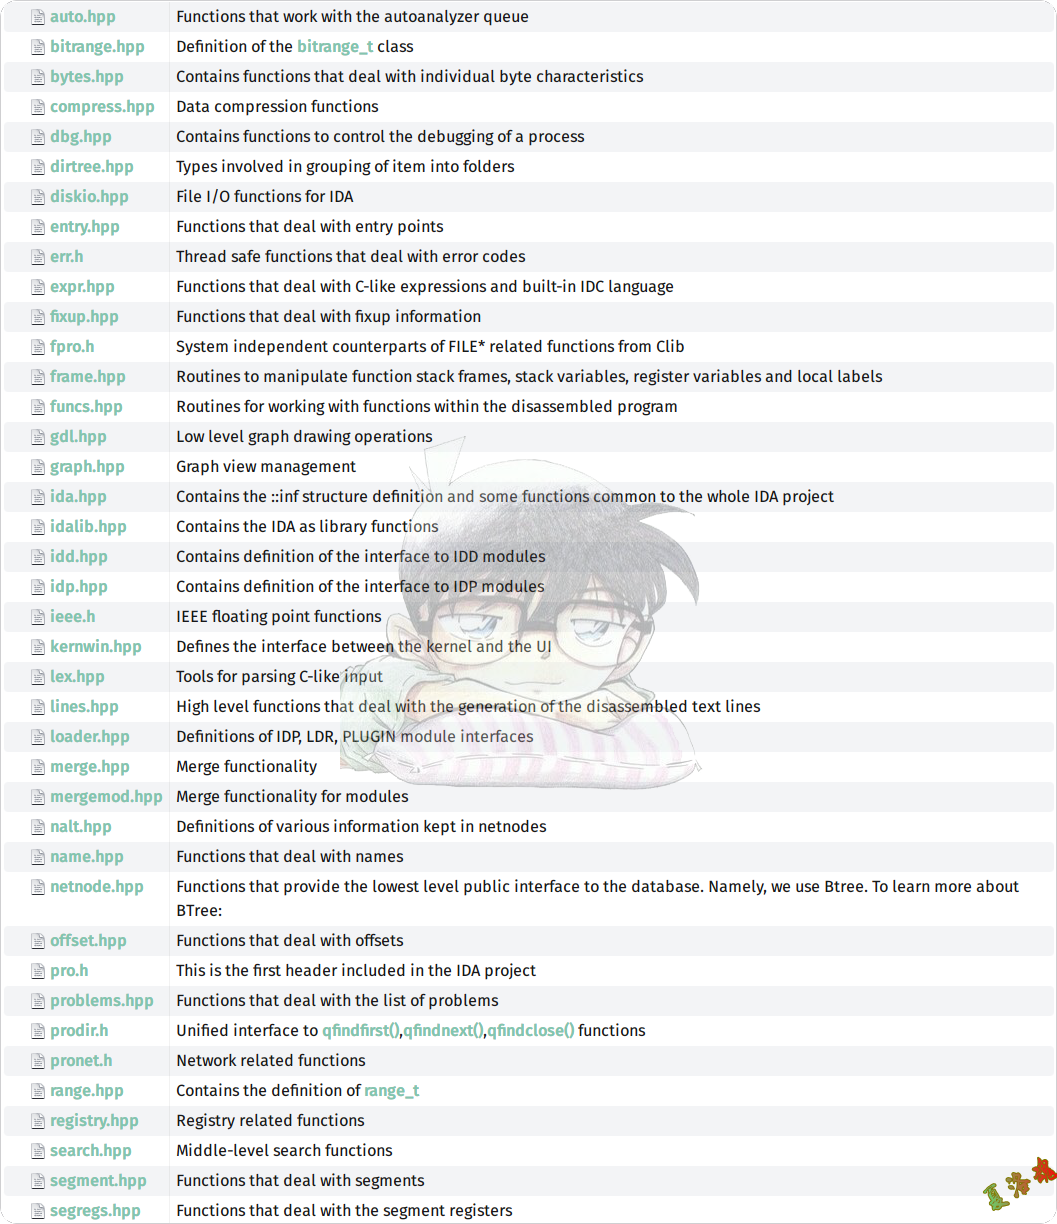 auto.hpp Functions that work with the autoanalyzer queue
bitrange.hpp Definition of the bitrange_t class
bytes.hpp Contains functions that deal with individual byte characteristics
compress.hpp Data compression functions
dbg.hpp Contains functions to control the debugging of a process
dirtree.hpp Types involved in grouping of item into folders
diskio.hpp File I/O functions for IDA
entry.hpp Functions that deal with entry points
err.h Thread safe functions that deal with error codes
expr.hpp Functions that deal with C-like expressions and built-in IDC language
fixup.hpp Functions that deal with fixup information
fpro.h System independent counterparts of FILE* related functions from Clib
frame.hpp Routines to manipulate function stack frames, stack variables, register variables and local labels
funcs.hpp Routines for working with functions within the disassembled program
gdl.hpp Low level graph drawing operations
graph.hpp Graph view management
ida.hpp Contains the ::inf structure definition and some functions common to the whole IDA project
idalib.hpp Contains the IDA as library functions
idd.hpp Contains definition of the interface to IDD modules
idp.hpp Contains definition of the interface to IDP modules
ieee.h IEEE floating point functions
kernwin.hpp Defines the interface between the kernel and the UI
lex.hpp Tools for parsing C-like input
lines.hpp High level functions that deal with the generation of the disassembled text lines
loader.hpp Definitions of IDP, LDR, PLUGIN module interfaces
merge.hpp Merge functionality
mergemod.hpp Merge functionality for modules
nalt.hpp Definitions of various information kept in netnodes
name.hpp Functions that deal with names
netnode.hpp Functions that provide the lowest level public interface to the database. Namely, we use Btree. To learn more about
BTree:
offset.hpp Functions that deal with offsets
pro.h This is the first header included in the IDA project
problems.hpp Functions that deal with the list of problems
prodir.h Unified interface to qfindfirst(),qfindnext(),qfindclose() functions
pronet.h Network related functions
range.hpp Contains the definition of range_t
registry.hpp Registry related functions
search.hpp Middle-level search functions
segment.hpp Functions that deal with segments
segregs.hpp Functions that deal with the segment registers